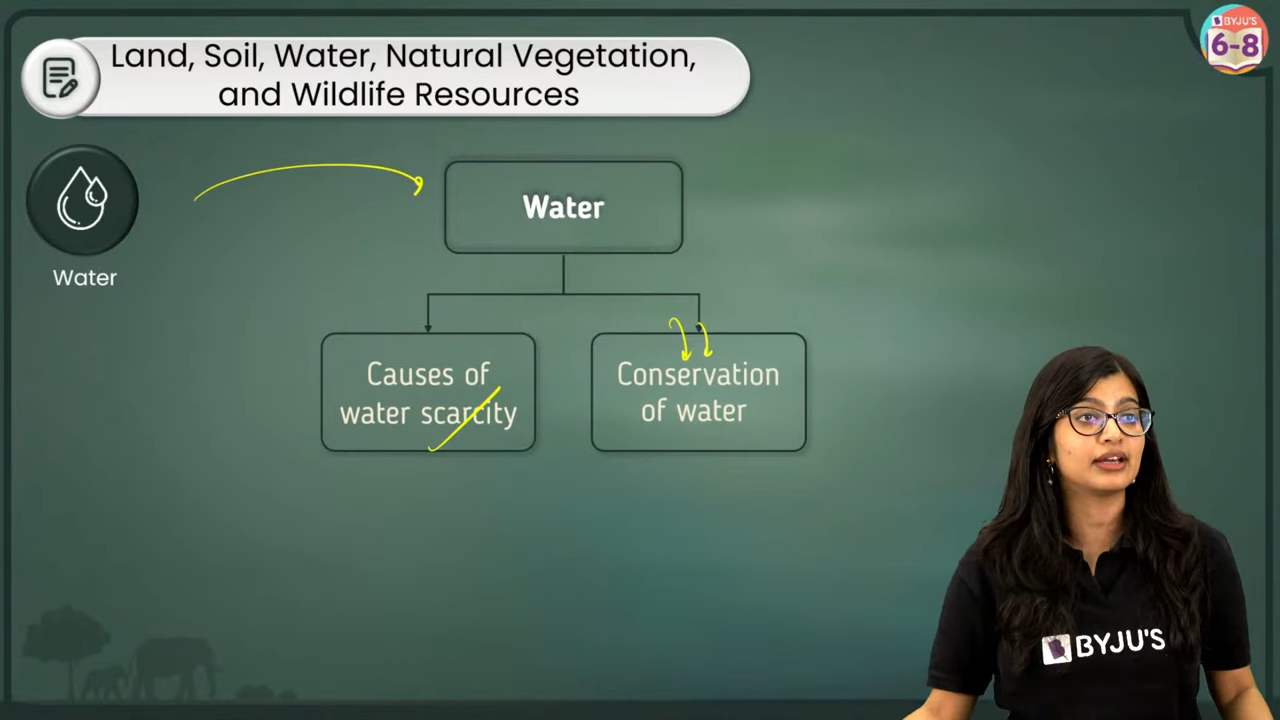 BYJU'S
6-8
Land, Soil, Water, Natural Vegetation,
and Wildlife Resources
Water
Water
Causes of
water scarcity
Conservation
of water
BYJU'S